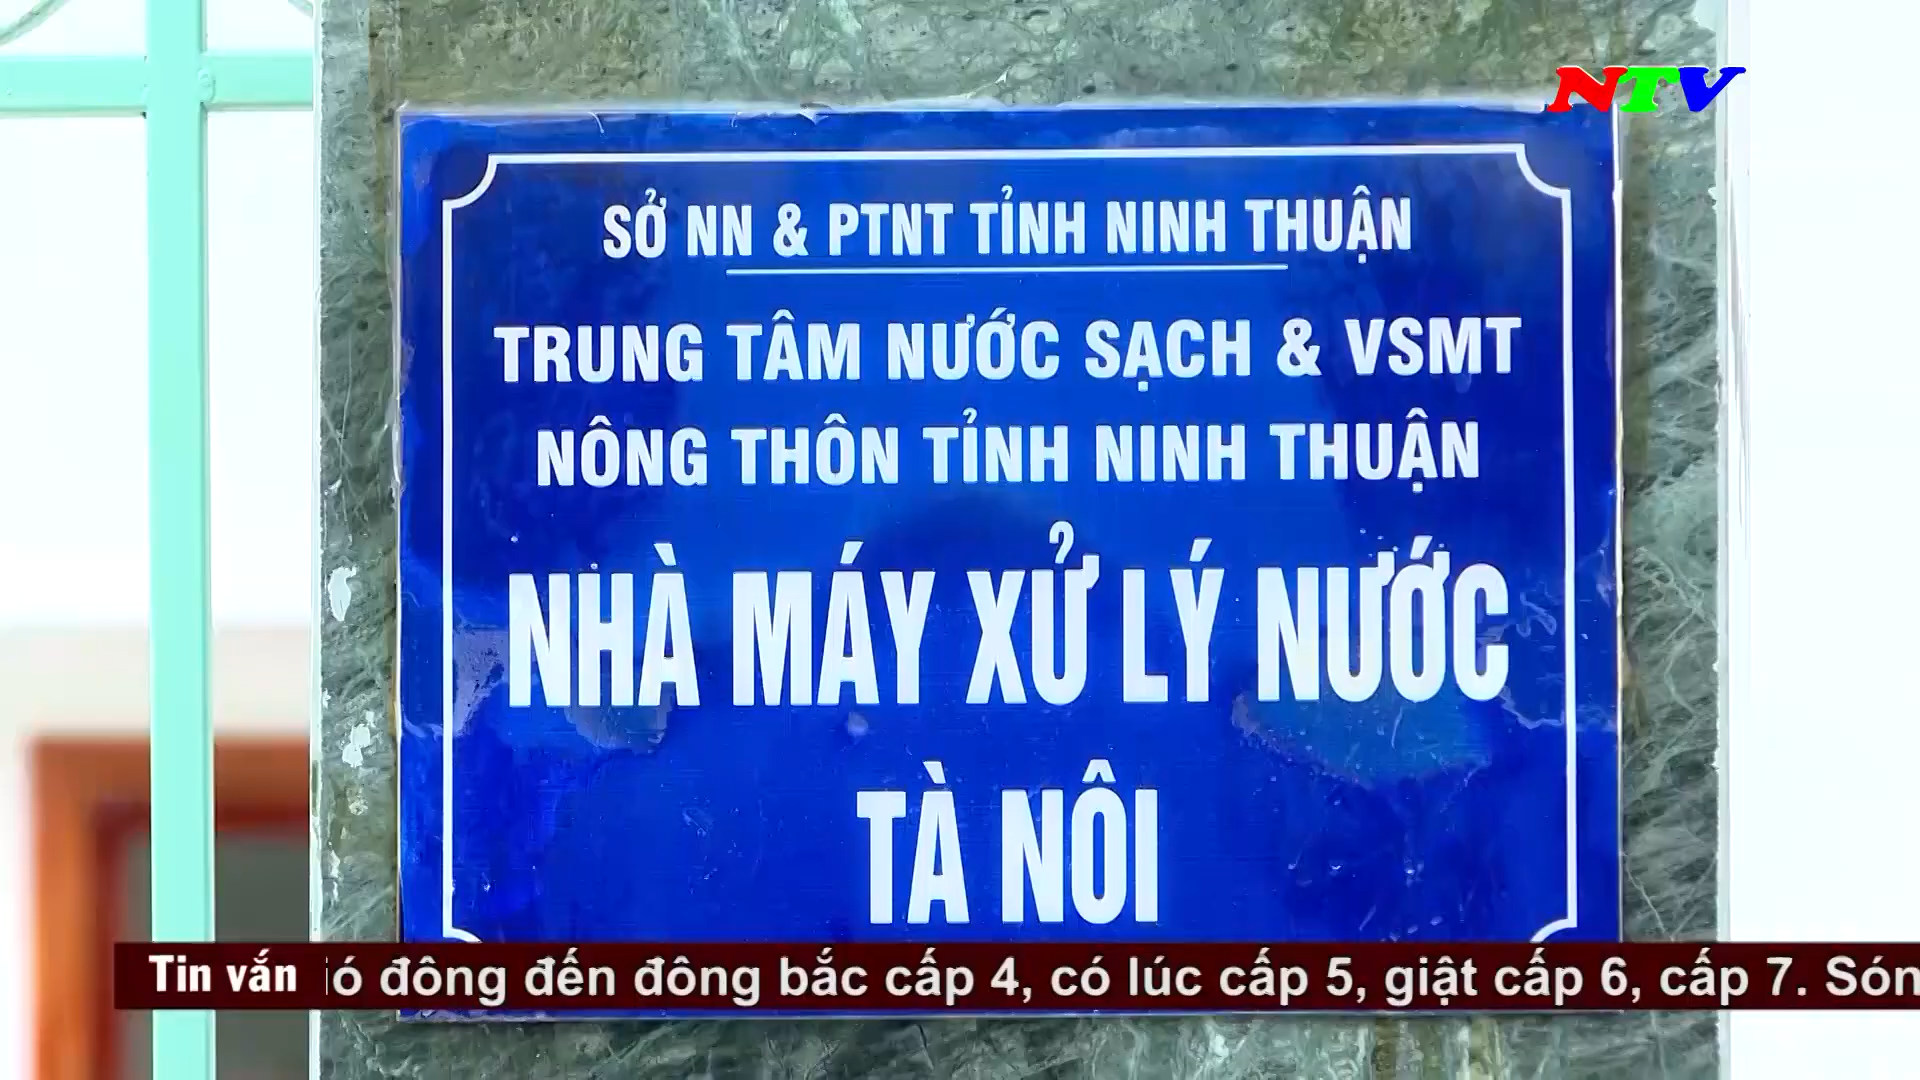 NTV
SỞ NN & PTNT TỈNH NINH THUẬN
TRUNG TÂM NƯỚC SẠCH & VSMT
NÔNG THÔN TỈNH NINH THUẬN
NHÀ MÁY XỬ LÝ NƯỚC
TÀ NÔI
Tin vắn
đông đến đông bắc cấp 4, có lúc cấp 5, giật cấp 6, cấp 7.